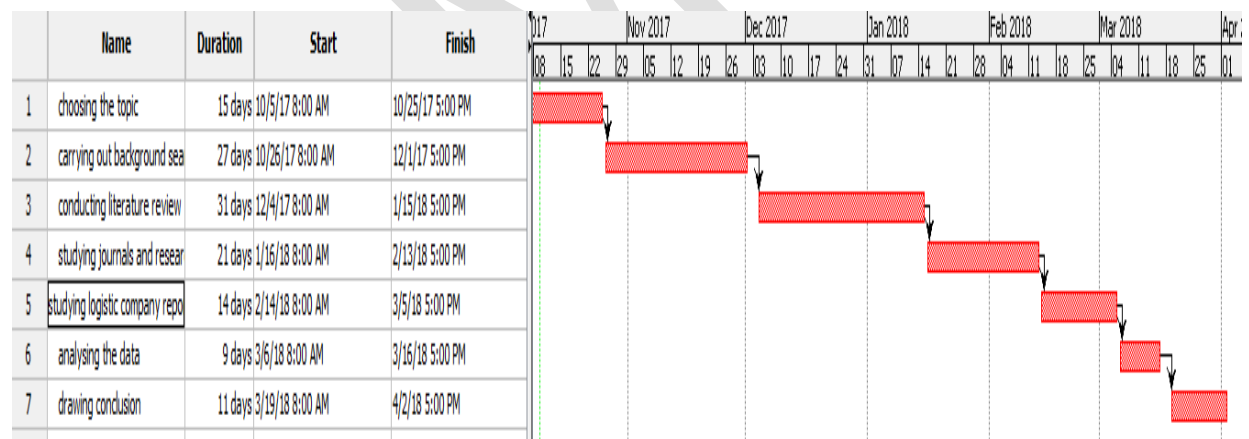 Name Duration Start Finish
017 Nov 2017 Dec 2017 Jan 2018 Feb 2018 Mar 2018 Apr
08 15 22 29 05 12 19 26 03 10 17 24 31 07 14 21 28 04 11 18 25 04 11 18 25 01
1 choosing the topic 15 days 10/5/17 8:00 AM 10/25/17 5:00 PM
2 carrying out background sea 27 days 10/26/17 8:00 AM 12/1/17 5:00 PM
3 conducting literature review 31 days 12/4/17 8:00 AM 1/15/18 5:00 PM
4 studying journals and resear 21 days 1/16/18 8:00 AM 2/13/18 5:00 PM
5 studying logistic company repo 14 days 2/14/18 8:00 AM 3/5/18 5:00 PM
6 analysing the data 9 days 3/6/18 8:00 AM 3/16/18 5:00 PM
7 drawing conclusion 11 days 3/19/18 8:00 AM 4/2/18 5:00 PM